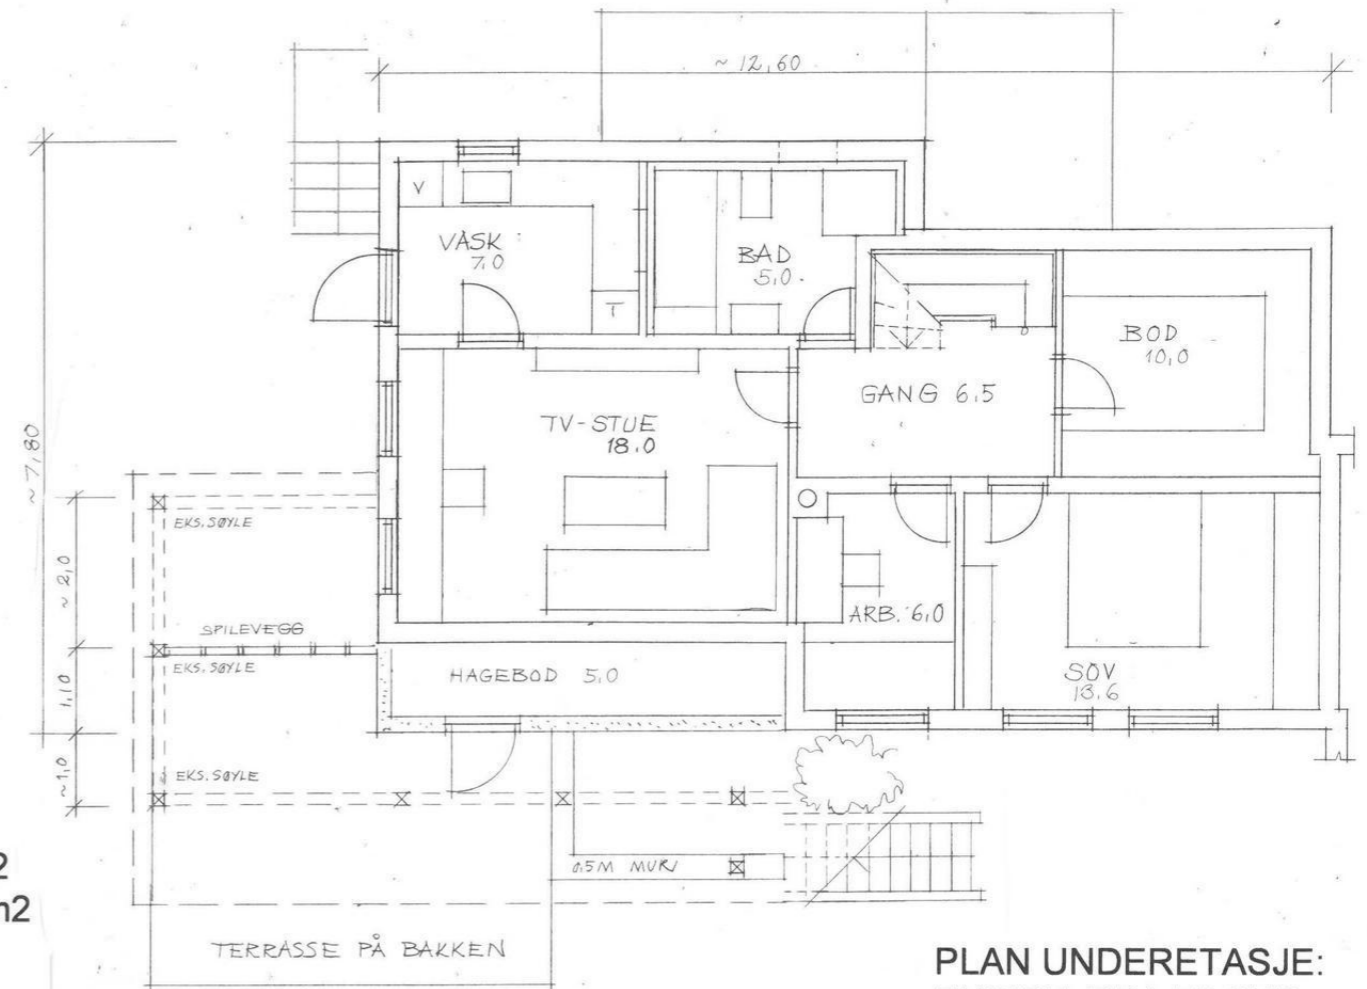 ~ 12,60
V
VASK
7,0
BAD
5,0
T
BOD
10,0
GANG 6,5
TV-STUE
18,0
~ 7,80
EKS. SØYLE
~ 2,0
SPILEVEGG
EKS. SØYLE
ARB. 6,0
HAGEBOD 5,0
SOV
13,6
1,10
~1,0
EKS. SØYLE
2
m2
0,5M MUR
TERRASSE PÅ BAKKEN
PLAN UNDERETASJE: